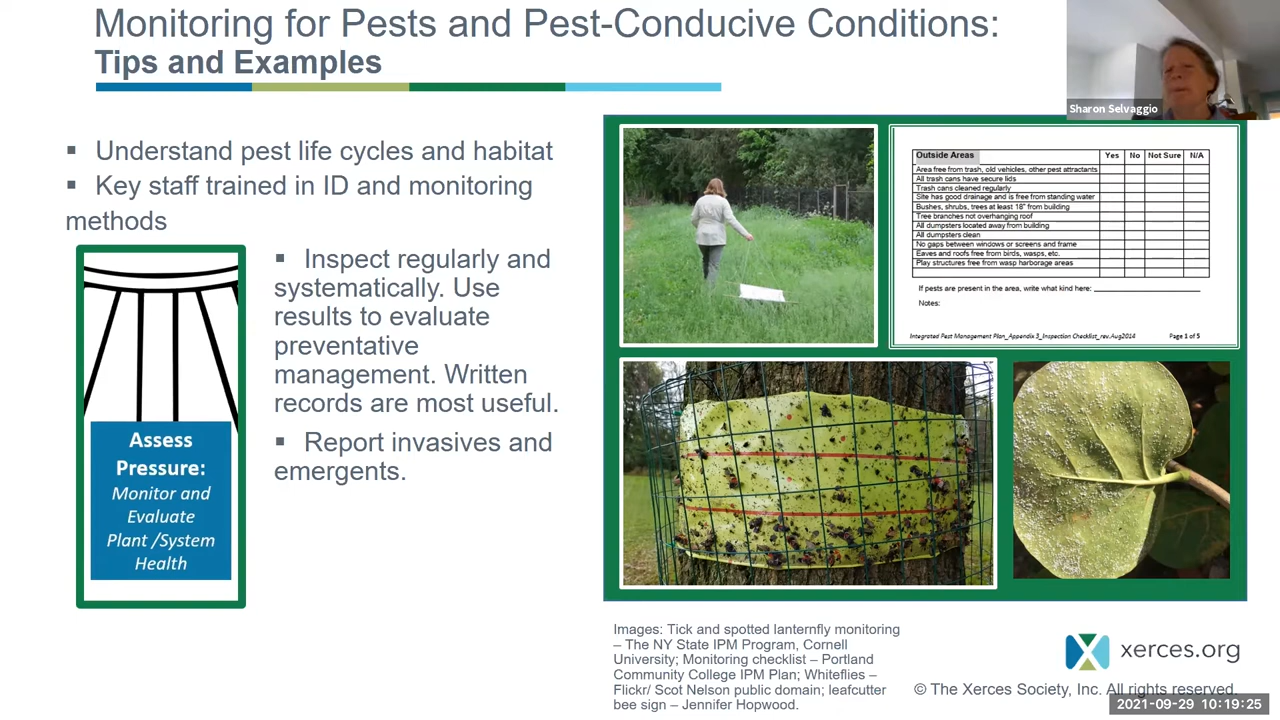 Monitoring for Pests and Pest-Conducive Conditions:
Tips and Examples
Sharon Selvaggio
▪ Understand pest life cycles and habitat
▪ Key staff trained in ID and monitoring
methods
▪ Inspect regularly and
systematically. Use
results to evaluate
preventative
management. Written
records are most useful.
▪ Report invasives and
emergents.
Assess
Pressure:
Monitor and
Evaluate
Plant /System
Health
Outside Areas Yes No Not Sure N/A
Area free from trash, old vehicles, other pest attractants
All trash cans have secure lids
Trash cans cleaned regularly
Site has good drainage and is free from standing water
Bushes, shrubs, trees at least 18" from building
Tree branches not overhanging roof
All dumpsters located away from building
All dumpsters clean
No gaps between windows or screens and frame
Eaves and roofs free from birds, wasps, etc.
Play structures free from wasp harborage areas
If pests are present in the area, write what kind here:
Notes:
Integrated Pest Management Plan_Appendix 3_Inspection Checklist_rev.Aug2014 Page 1 of 5
Images: Tick and spotted lanternfly monitoring
– The NY State IPM Program, Cornell
University; Monitoring checklist – Portland
Community College IPM Plan; Whiteflies –
Flickr/ Scot Nelson public domain; leafcutter
bee sign – Jennifer Hopwood.
xerces.org
© The Xerces Society, Inc. All rights reserved.
2021-09-29 10:19:25